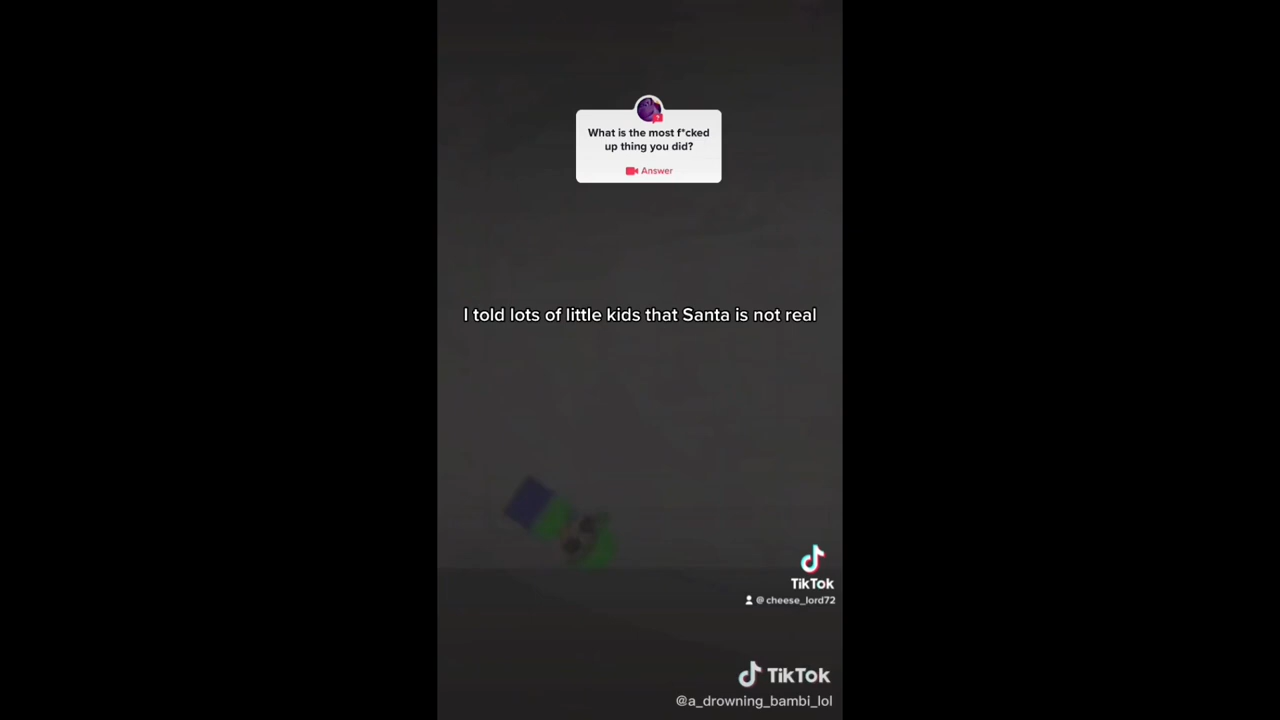 What is the most f*cked
up thing you did?
Answer
I told lots of little kids that Santa is not real
TikTok
@ cheese_lord72
TikTok
@a_drowning_bambi_lol